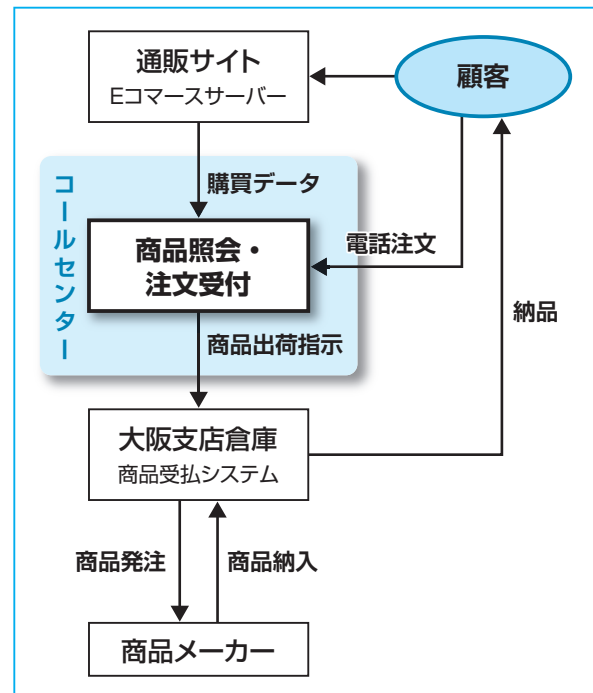 通販サイト
Eコマースサーバー
顧客
購買データ
コールセンター
商品照会・
注文受付
電話注文
納品
商品出荷指示
大阪支店倉庫
商品受払システム
商品発注
商品納入
商品メーカー